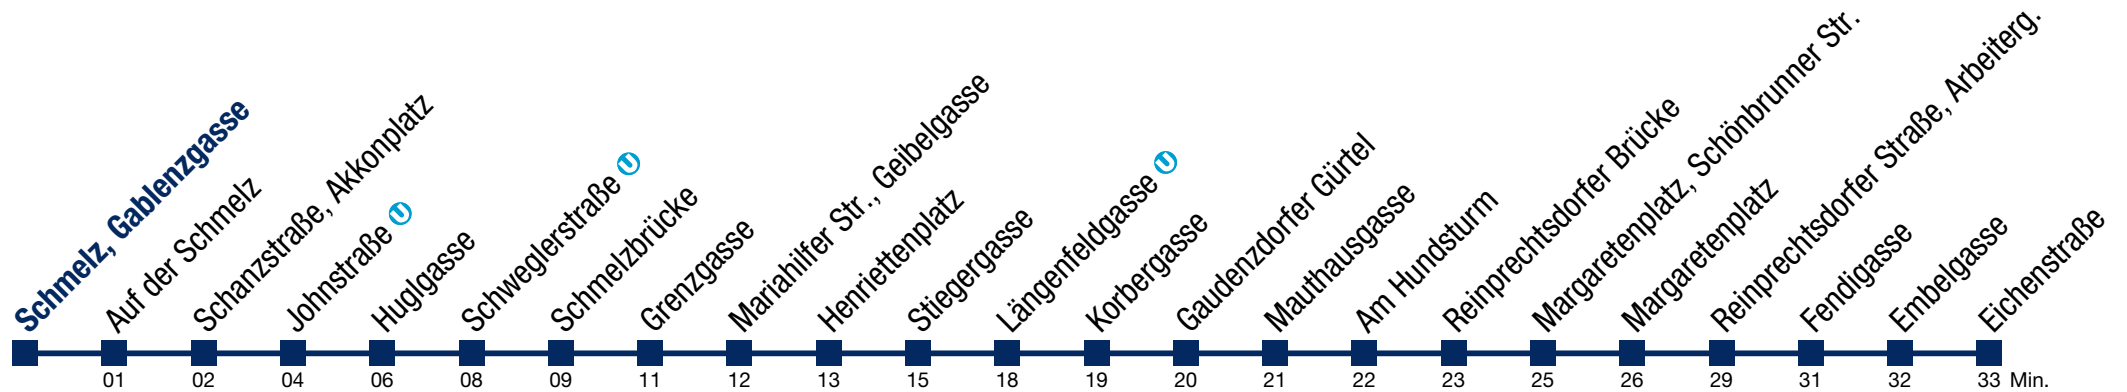 Schmelz, Gablenzgasse
Auf der Schmelz
Schanzstraße, Akkonplatz
Johnstraße U
Huglgasse
Schweglerstraße U
Schmelzbrücke
Grenzgasse
Mariahilfer Str., Geibelgasse
Henriettenplatz
Stiegergasse
Längenfeldgasse U
Korbergasse
Gaudenzdorfer Gürtel
Mauthausgasse
Am Hundsturm
Reinprechtsdorfer Brücke
Margaretenplatz, Schönbrunner Str.
Margaretenplatz
Reinprechtsdorfer Straße, Arbeiterg.
Fendigasse
Embelgasse
Eichenstraße
01 02 04 06 08 09 11 12 13 15 18 19 20 21 22 23 25 26 29 31 32 33 Min.